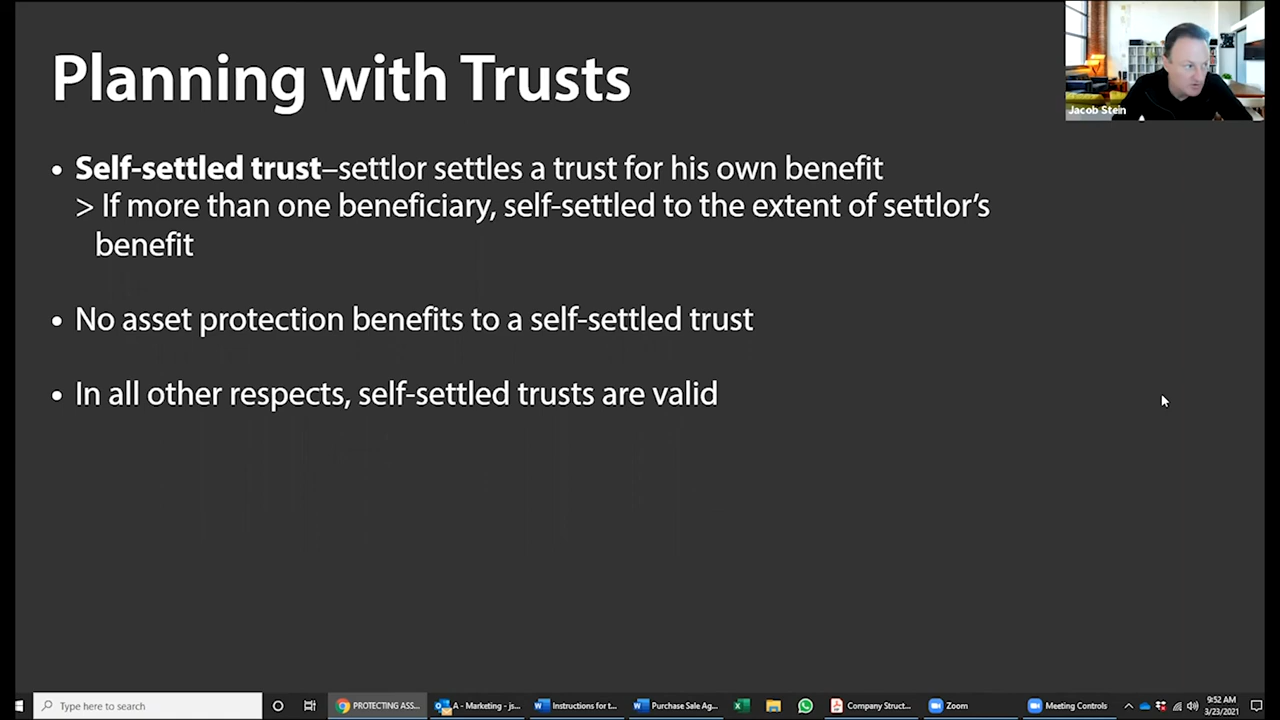 Planning with Trusts
Jacob Stein
• Self-settled trust–settlor settles a trust for his own benefit
> If more than one beneficiary, self-settled to the extent of settlor’s
benefit
• No asset protection benefits to a self-settled trust
• In all other respects, self-settled trusts are valid
Type here to search
PROTECTING ASS...
A - Marketing - js...
Instructions for t...
Purchase Sale Ag...
Company Struct...
Zoom
Meeting Controls
9:52 AM
3/23/2021